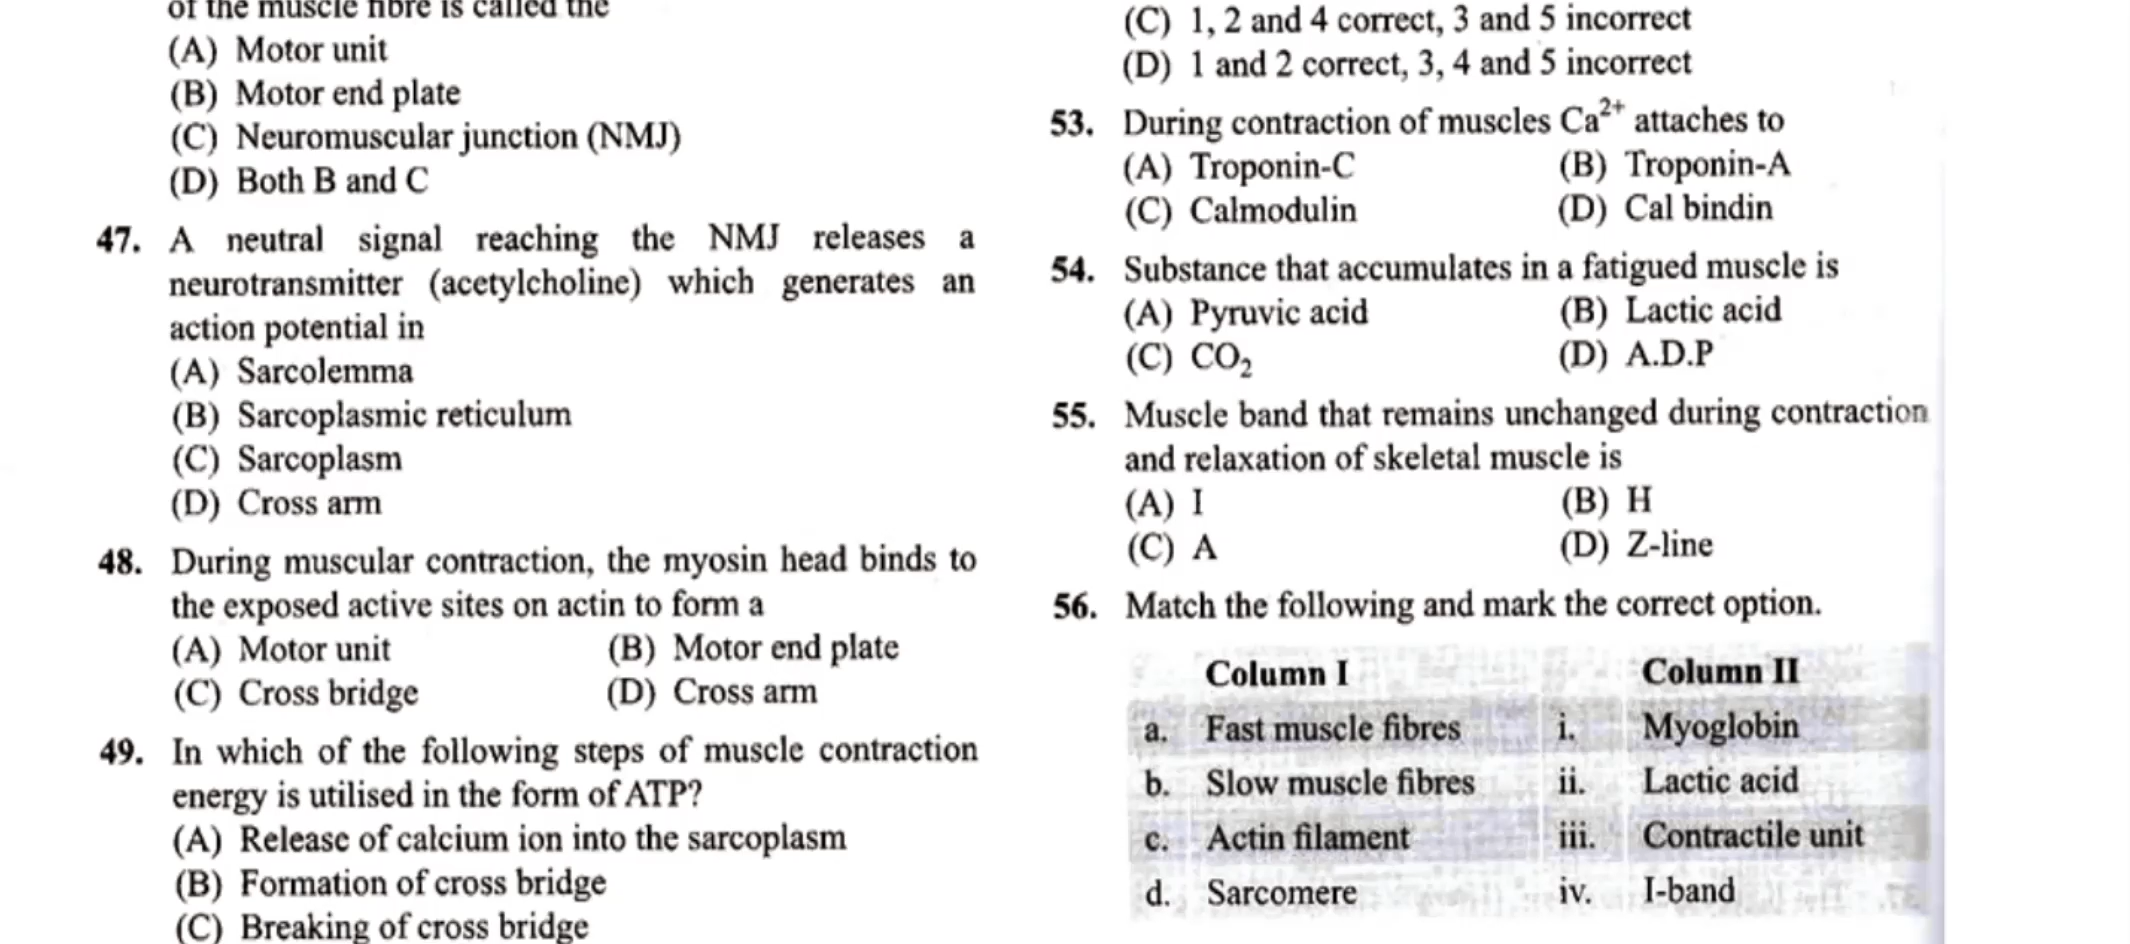 of the muscle fibre is called the
(A) Motor unit
(B) Motor end plate
(C) Neuromuscular junction (NMJ)
(D) Both B and C
47. A neutral signal reaching the NMJ releases a
neurotransmitter (acetylcholine) which generates an
action potential in
(A) Sarcolemma
(B) Sarcoplasmic reticulum
(C) Sarcoplasm
(D) Cross arm
48. During muscular contraction, the myosin head binds to
the exposed active sites on actin to form a
(A) Motor unit (B) Motor end plate
(C) Cross bridge (D) Cross arm
49. In which of the following steps of muscle contraction
energy is utilised in the form of ATP?
(A) Release of calcium ion into the sarcoplasm
(B) Formation of cross bridge
(C) Breaking of cross bridge
(C) 1, 2 and 4 correct, 3 and 5 incorrect
(D) 1 and 2 correct, 3, 4 and 5 incorrect
53. During contraction of muscles Ca²⁺ attaches to
(A) Troponin-C (B) Troponin-A
(C) Calmodulin (D) Cal bindin
54. Substance that accumulates in a fatigued muscle is
(A) Pyruvic acid (B) Lactic acid
(C) CO₂ (D) A.D.P
55. Muscle band that remains unchanged during contraction
and relaxation of skeletal muscle is
(A) I (B) H
(C) A (D) Z-line
56. Match the following and mark the correct option.
Column I Column II
a. Fast muscle fibres i. Myoglobin
b. Slow muscle fibres ii. Lactic acid
c. Actin filament iii. Contractile unit
d. Sarcomere iv. I-band